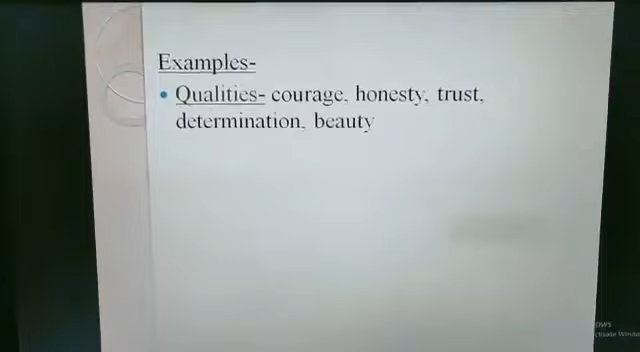 Examples-
• Qualities- courage, honesty, trust,
determination, beauty